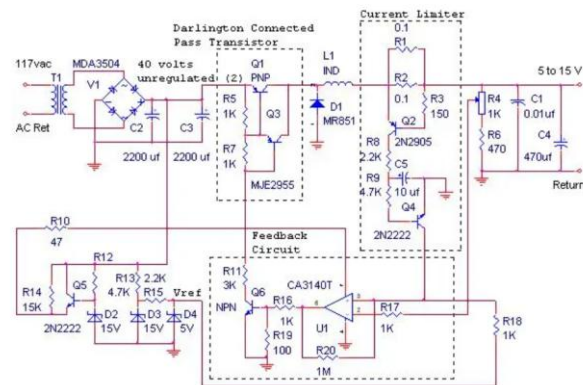 Darlington Connected
Pass Transistor
Current Limiter
117vac
MDA3504
40 volts
unregulated
(2)
T1
V1
AC Ret
C2
2200 uf
C3
2200 uf
Q1
PNP
R5
1K
Q3
R7
1K
MJE2955
L1
IND
D1
MR851
0.1
R1
R2
0.1
R3
150
Q2
2N2905
R8
2.2K
R9
4.7K
C5
10 uf
Q4
2N2222
5 to 15 V
R4
1K
C1
0.01uf
R6
470
C4
470uf
Return
R10
47
Feedback
Circuit
R14
15K
Q5
2N2222
R12
R13
4.7K
2.2K
R15
Vref
D2
15V
D3
15V
D4
5V
R11
3K
NPN
Q6
R16
1K
R19
100
CA3140T
6
3
2
U1
R17
1K
R20
1M
R18
1K